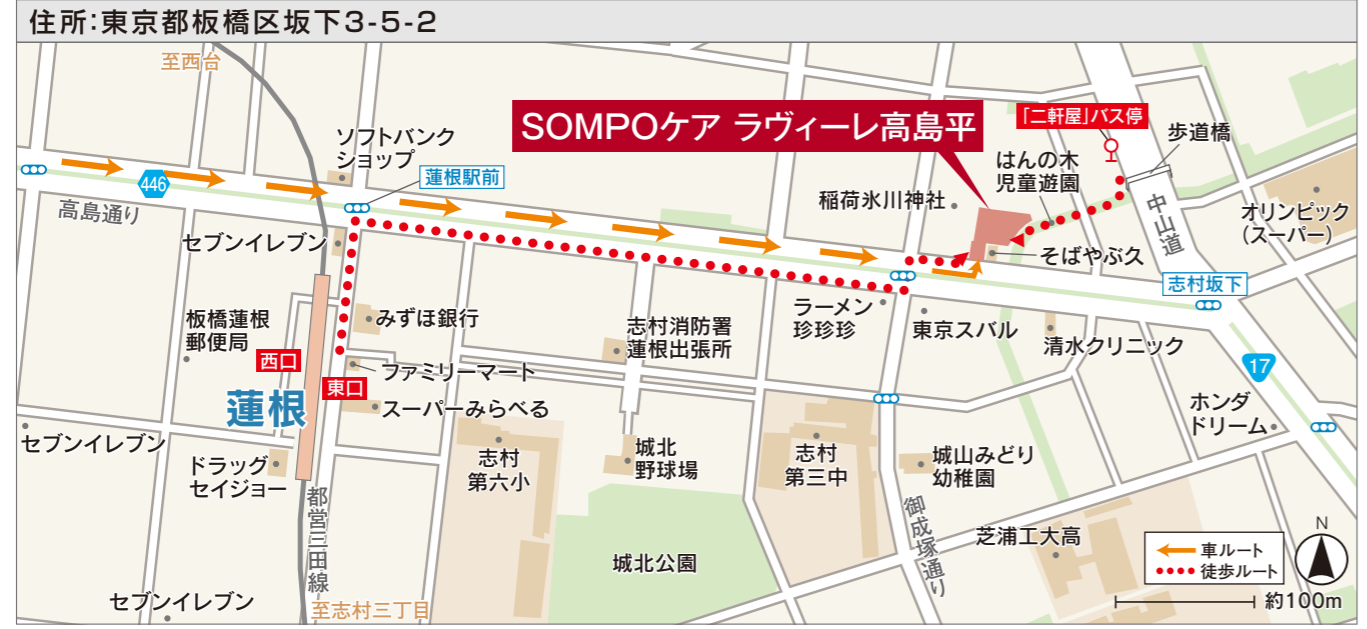 住所:東京都板橋区坂下3-5-2
至西台
ソフトバンク
ショップ
蓮根駅前
SOMPOケア ラヴィーレ高島平
「二軒屋」バス停
歩道橋
はんの木
児童遊園
稲荷氷川神社
中山道
オリンピック
(スーパー)
446
高島通り
セブンイレブン
そばやぶ久
志村坂下
板橋蓮根
郵便局
みずほ銀行
志村消防署
蓮根出張所
ラーメン
珍珍珍
東京スバル
清水クリニック
17
西口
東口
ファミリーマート
蓮根
スーパーみらべる
ホンダ
ドリーム
セブンイレブン
ドラッグ
セイジョー
志村
第六小
城北
野球場
志村
第三中
城山みどり
幼稚園
都営三田線
御成塚通り
芝浦工大高
城北公園
セブンイレブン
至志村三丁目
N
車ルート
徒歩ルート
約100m